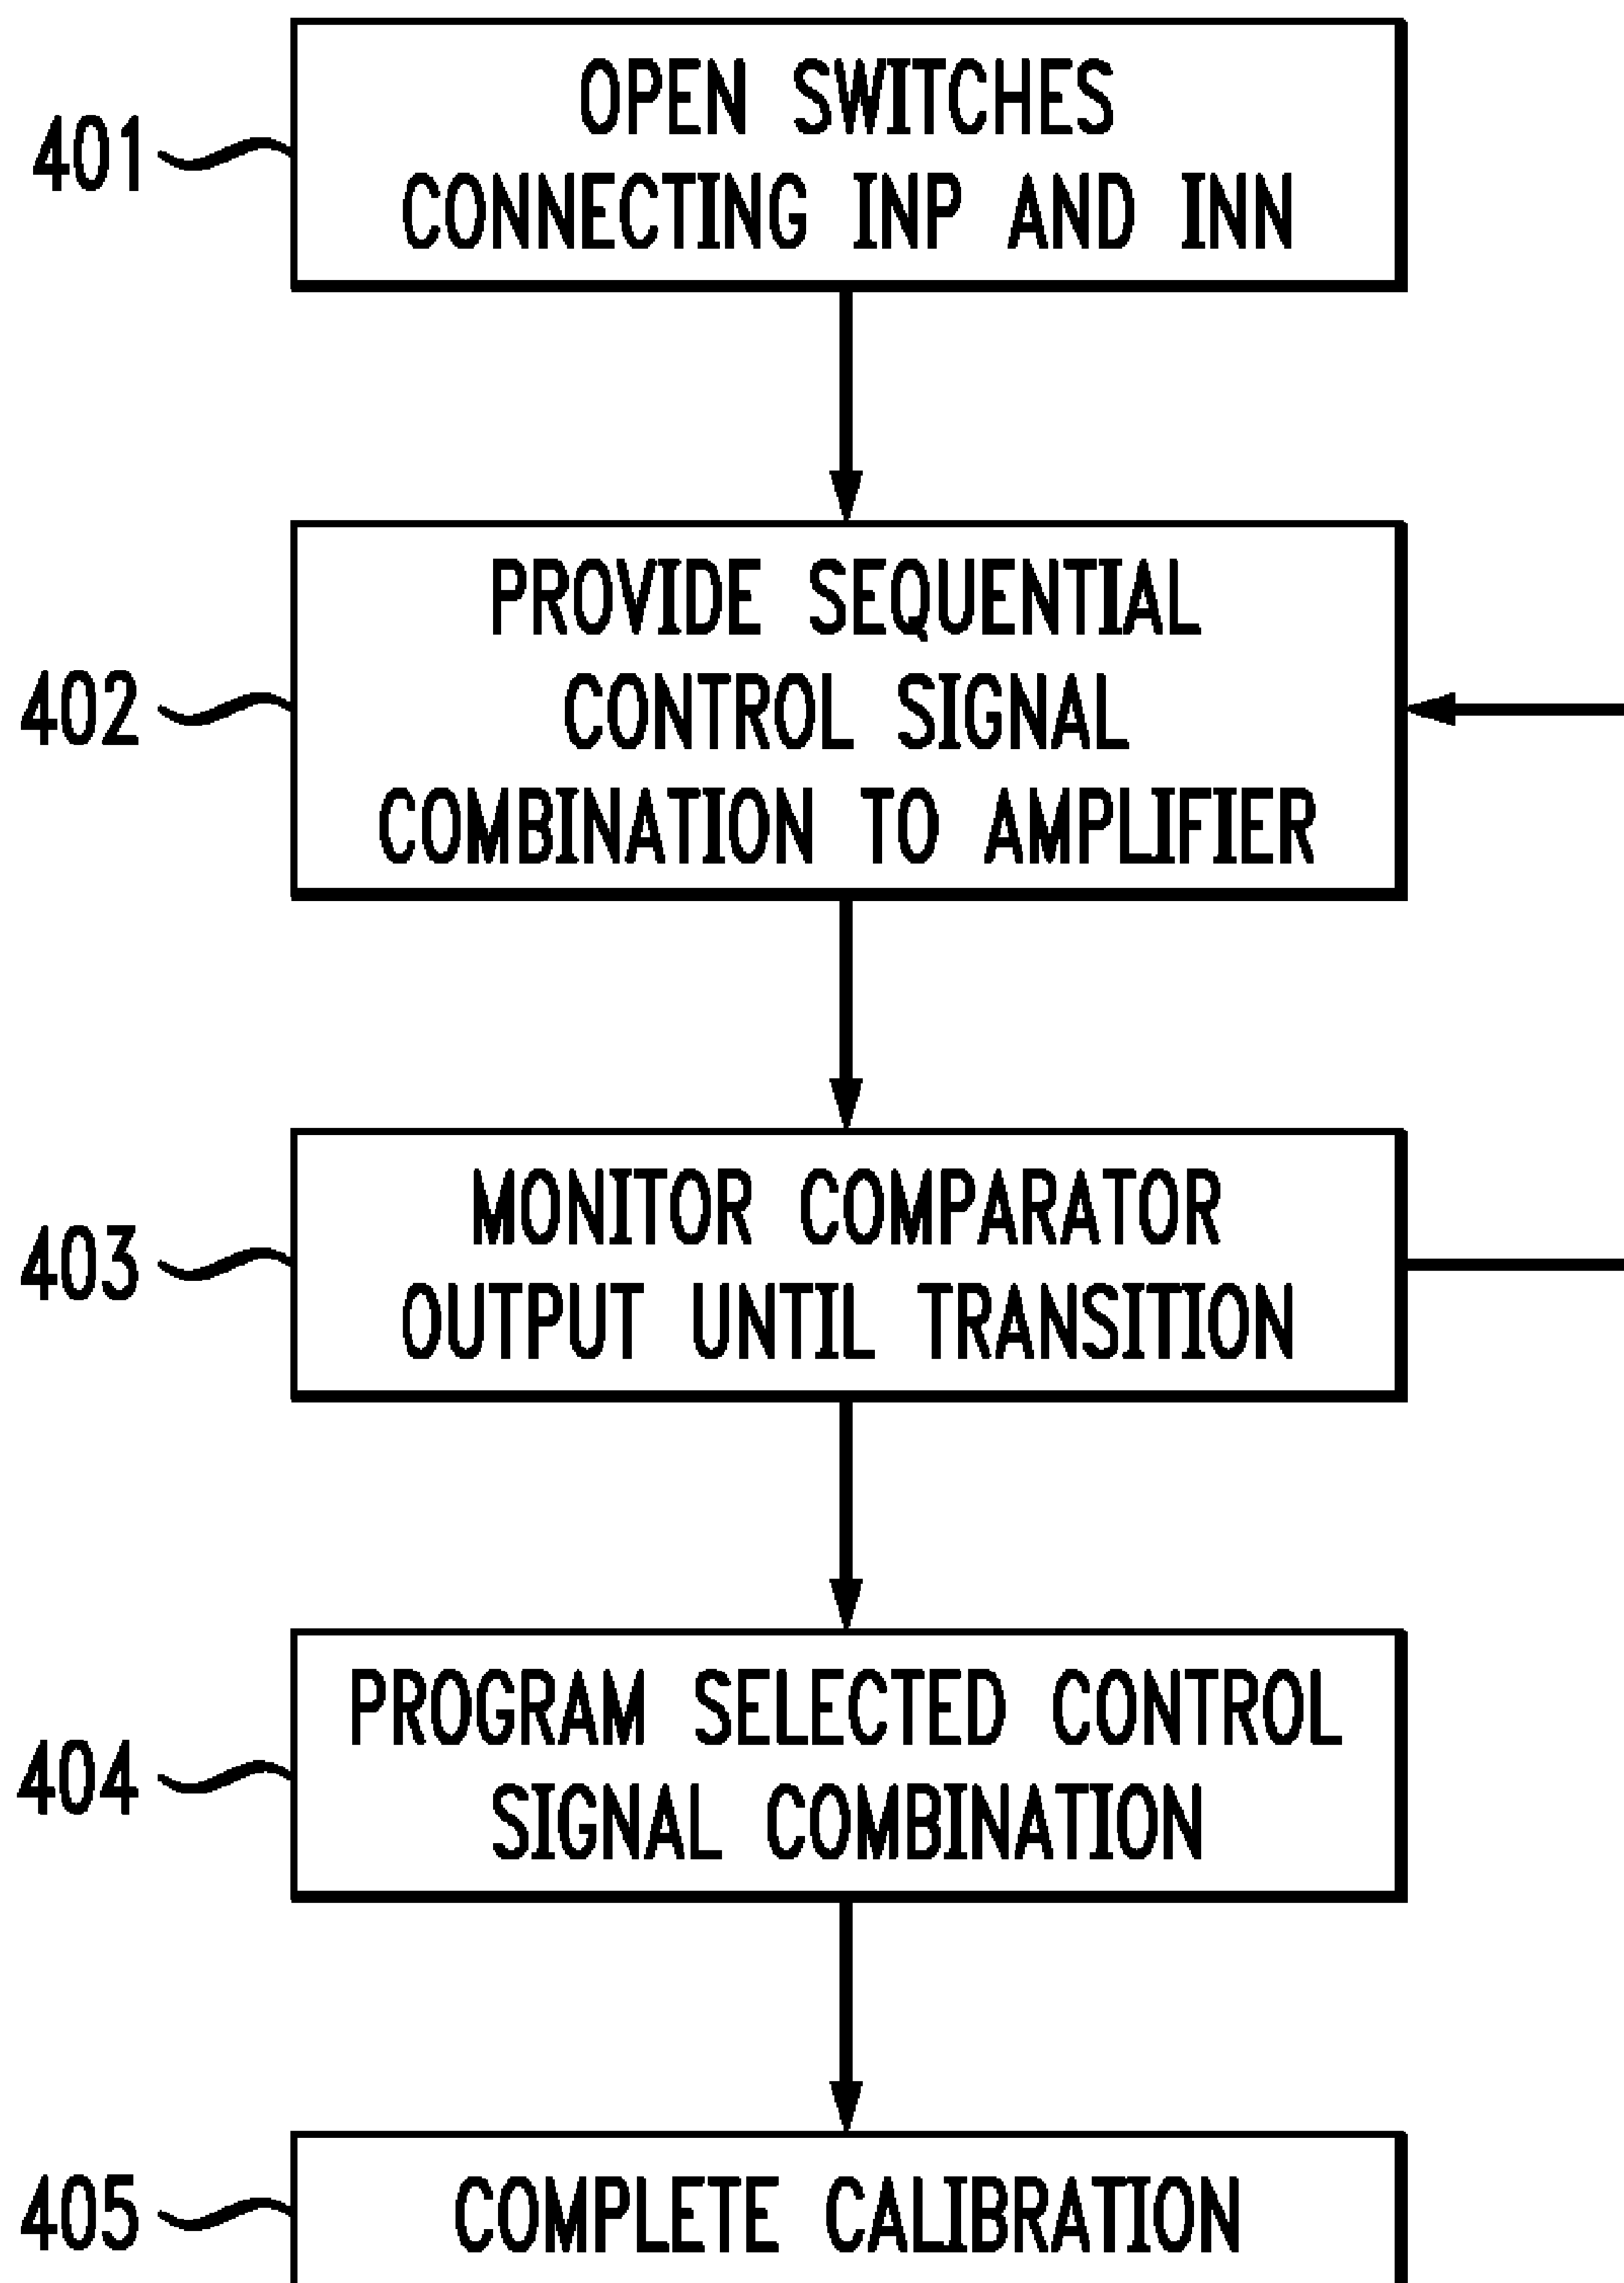 401
OPEN SWITCHES
CONNECTING INP AND INN
402
PROVIDE SEQUENTIAL
CONTROL SIGNAL
COMBINATION TO AMPLIFIER
403
MONITOR COMPARATOR
OUTPUT UNTIL TRANSITION
404
PROGRAM SELECTED CONTROL
SIGNAL COMBINATION
405
COMPLETE CALIBRATION